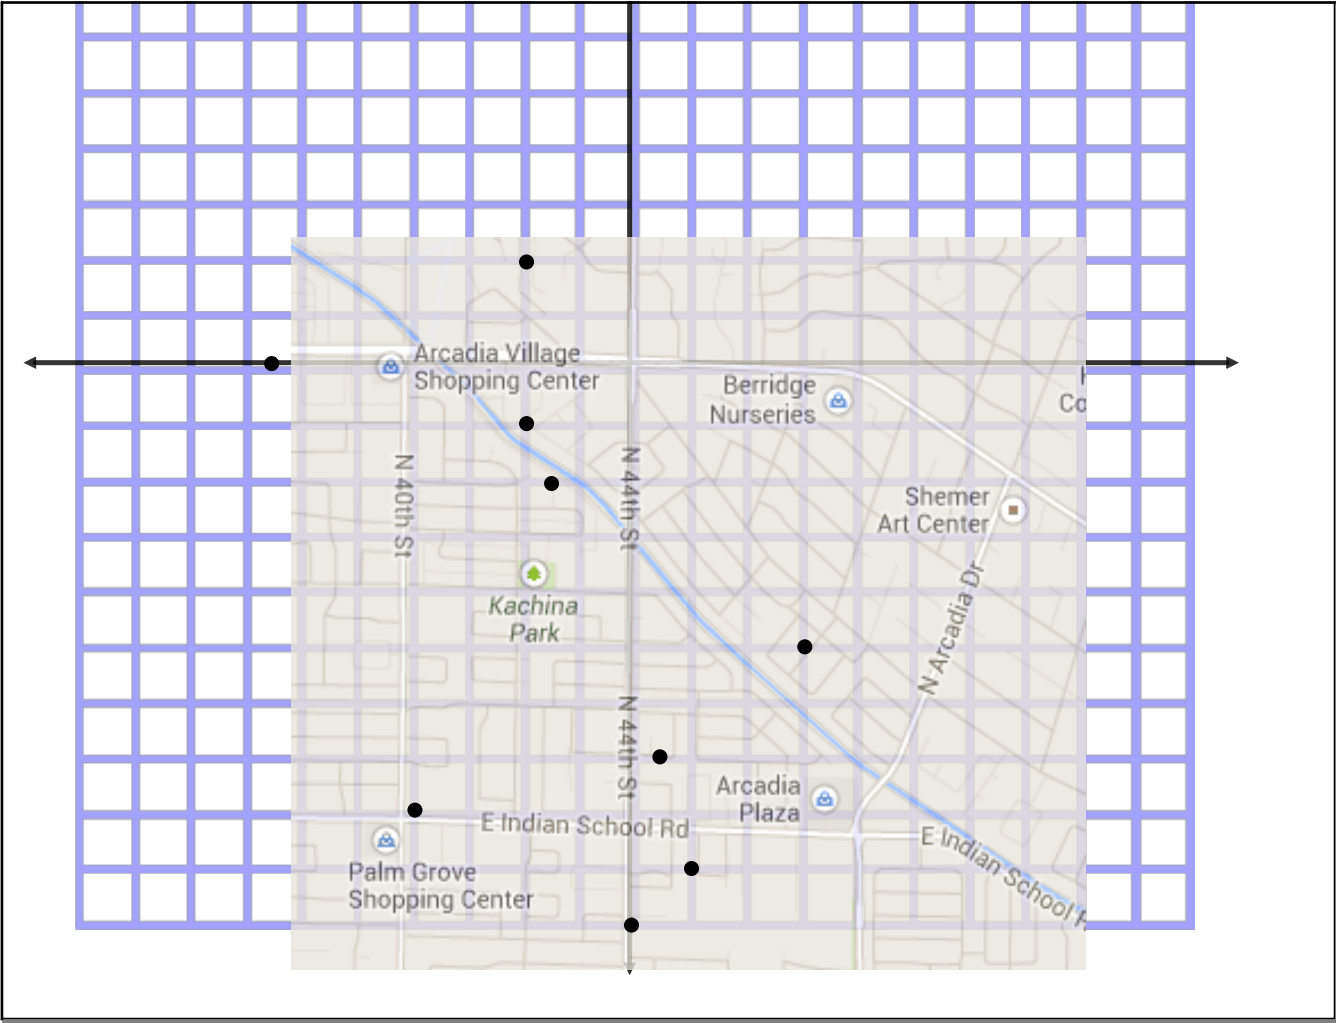 Arcadia Village
Shopping Center
Berridge
Nurseries
Co
N 40th St
N 44th St
Shemer
Art Center
Kachina
Park
N Arcadia Dr
N 44th St
Arcadia
Plaza
E Indian School Rd
E Indian School R
Palm Grove
Shopping Center